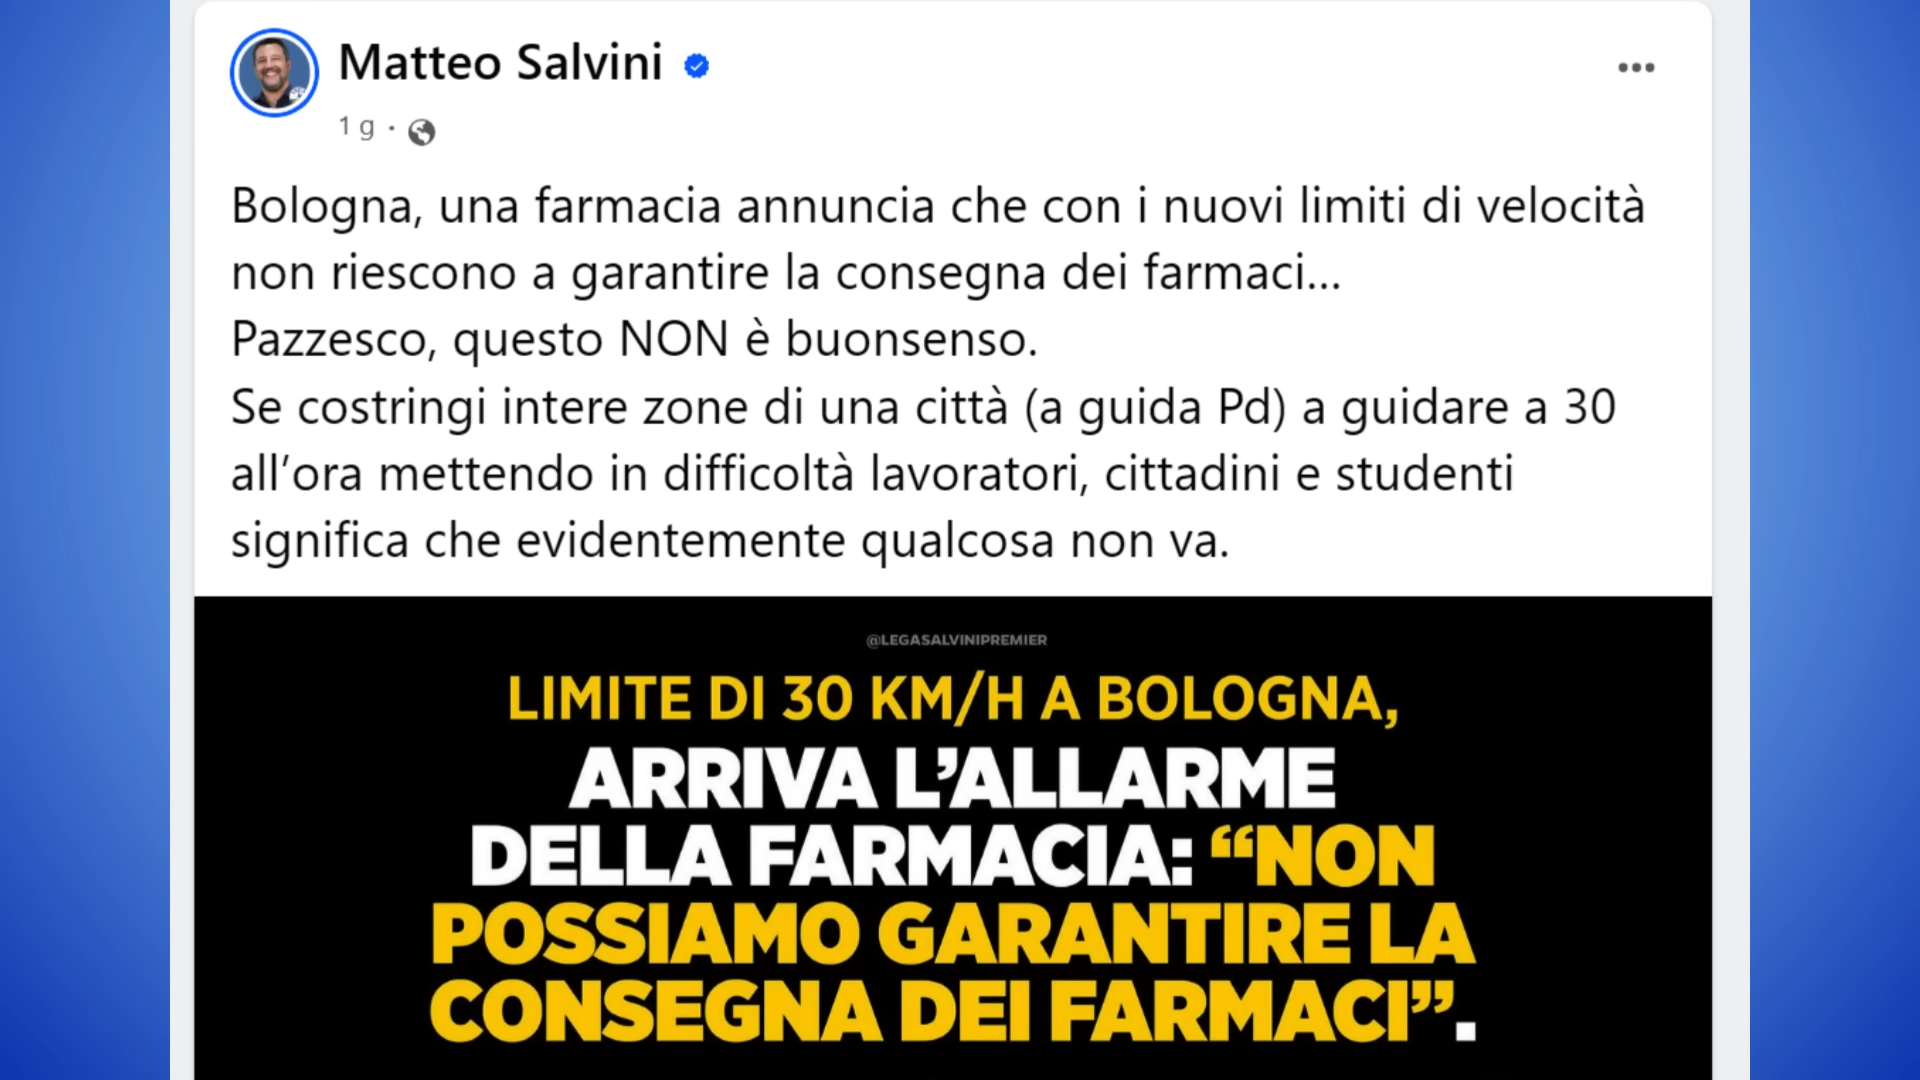 Matteo Salvini
1 g ·
Bologna, una farmacia annuncia che con i nuovi limiti di velocità
non riescono a garantire la consegna dei farmaci...
Pazzesco, questo NON è buonsenso.
Se costringi intere zone di una città (a guida Pd) a guidare a 30
all’ora mettendo in difficoltà lavoratori, cittadini e studenti
significa che evidentemente qualcosa non va.
@LEGASALVINIPREMIER
LIMITE DI 30 KM/H A BOLOGNA,
ARRIVA L’ALLARME
DELLA FARMACIA: “NON
POSSIAMO GARANTIRE LA
CONSEGNA DEI FARMACI”.